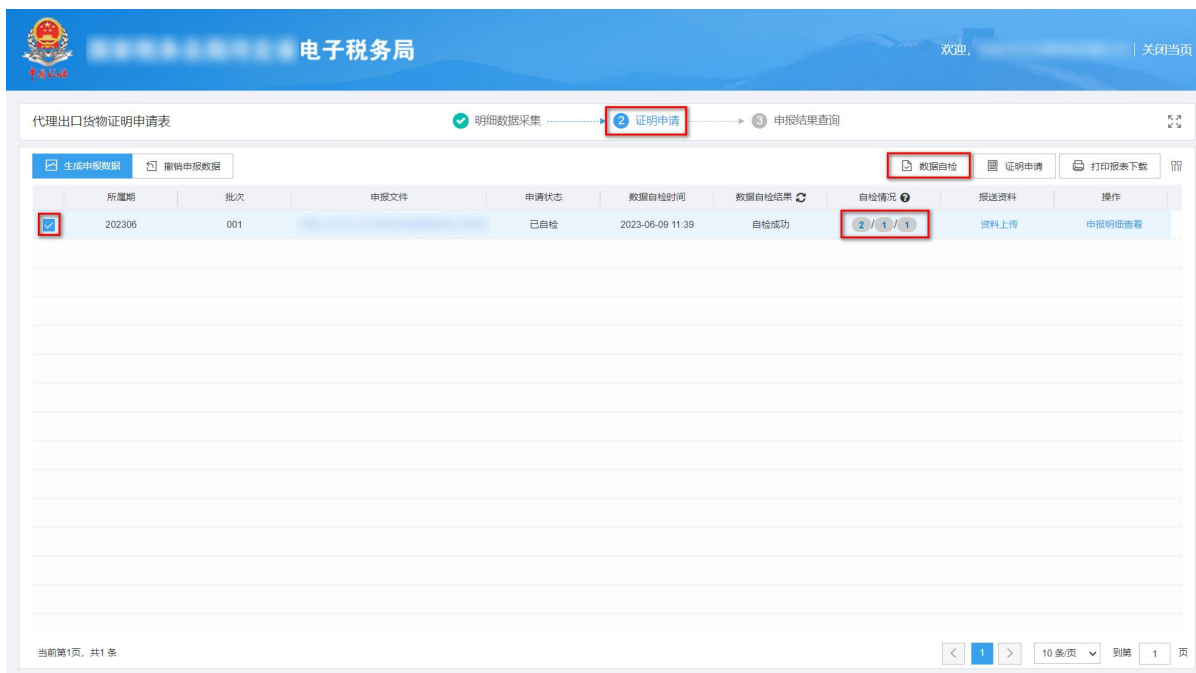 电子税务局
欢迎，
| 关闭当页
代理出口货物证明申请表
明细数据采集
2 证明申请
3 申报结果查询
生成申报数据
撤销申报数据
数据自检
证明申请
打印报表下载
所属期 批次 申报文件 申请状态 数据自检时间 数据自检结果 自检情况 报送资料 操作
202306 001 已自检 2023-06-09 11:39 自检成功 2 / 1 / 1 资料上传 申报明细查看
当前第1页，共1 条
< 1 > 10 条/页 到第 1 页